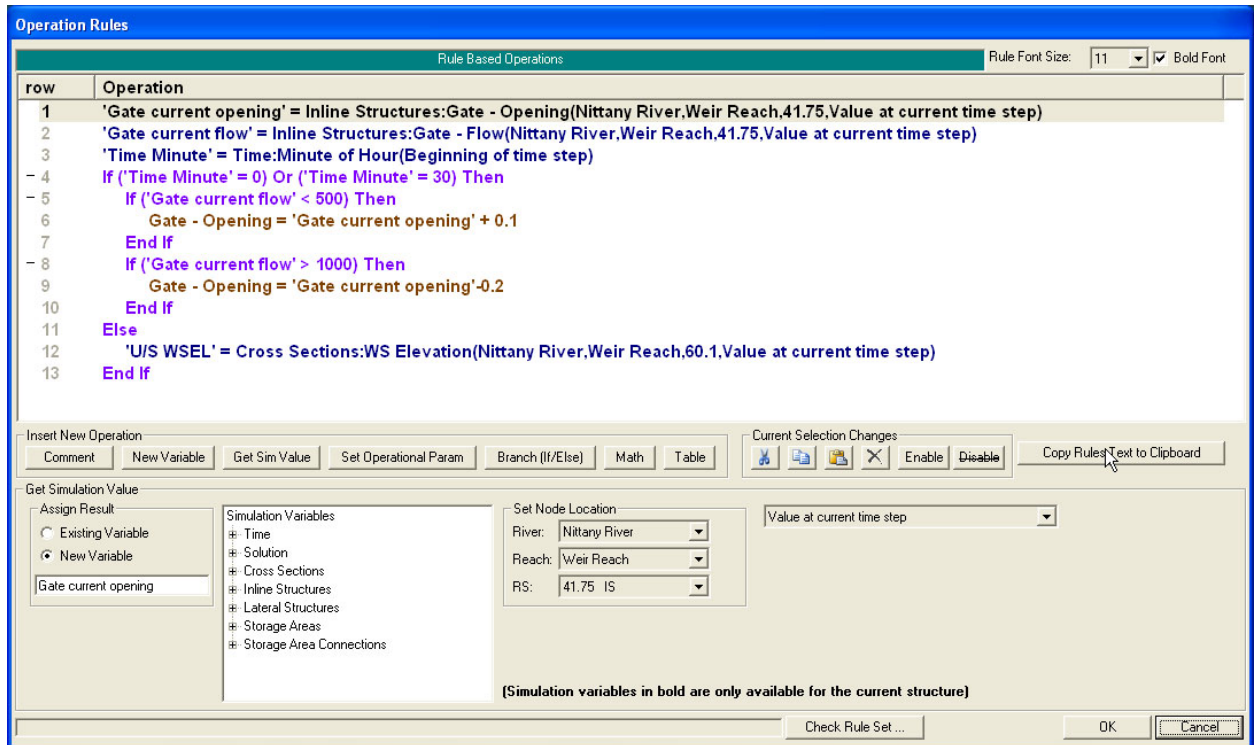 Operation Rules
Rule Based Operations Rule Font Size: 11 Bold Font
row Operation
1 'Gate current opening' = Inline Structures:Gate - Opening(Nittany River,Weir Reach,41.75,Value at current time step)
2 'Gate current flow' = Inline Structures:Gate - Flow(Nittany River,Weir Reach,41.75,Value at current time step)
3 'Time Minute' = Time:Minute of Hour(Beginning of time step)
- 4 If ('Time Minute' = 0) Or ('Time Minute' = 30) Then
- 5 If ('Gate current flow' < 500) Then
6 Gate - Opening = 'Gate current opening' + 0.1
7 End If
- 8 If ('Gate current flow' > 1000) Then
9 Gate - Opening = 'Gate current opening'-0.2
10 End If
11 Else
12 'U/S WSEL' = Cross Sections:WS Elevation(Nittany River,Weir Reach,60.1,Value at current time step)
13 End If
Insert New Operation Current Selection Changes
Comment New Variable Get Sim Value Set Operational Param Branch (If/Else) Math Table Enable Disable Copy Rules Text to Clipboard
Get Simulation Value
Assign Result
Existing Variable
New Variable
Gate current opening
Simulation Variables
Time
Solution
Cross Sections
Inline Structures
Lateral Structures
Storage Areas
Storage Area Connections
Set Node Location
River: Nittany River
Reach: Weir Reach
RS: 41.75 IS
Value at current time step
(Simulation variables in bold are only available for the current structure)
Check Rule Set ... OK Cancel